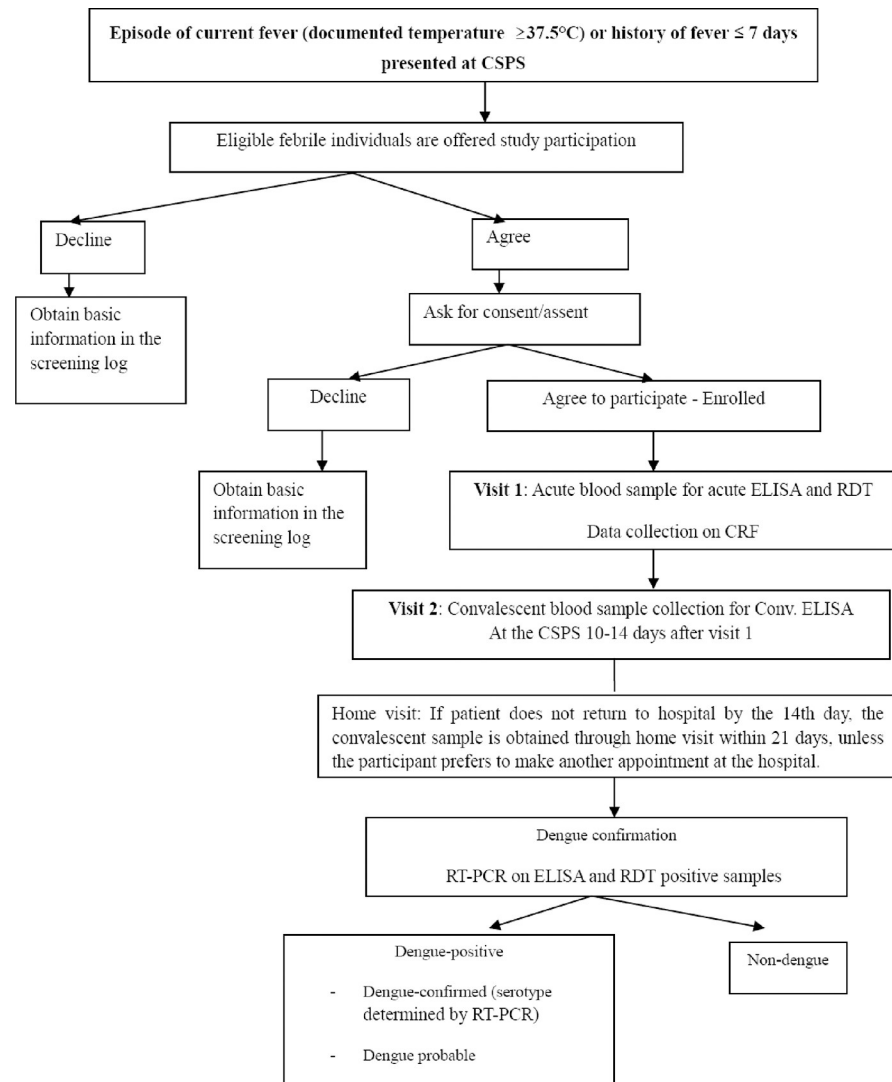 Episode of current fever (documented temperature ≥37.5°C) or history of fever ≤ 7 days
presented at CSPS
Eligible febrile individuals are offered study participation
Decline
Agree
Obtain basic
information in the
screening log
Ask for consent/assent
Decline
Agree to participate - Enrolled
Obtain basic
information in the
screening log
Visit 1: Acute blood sample for acute ELISA and RDT
Data collection on CRF
Visit 2: Convalescent blood sample collection for Conv. ELISA
At the CSPS 10-14 days after visit 1
Home visit: If patient does not return to hospital by the 14th day, the
convalescent sample is obtained through home visit within 21 days, unless
the participant prefers to make another appointment at the hospital.
Dengue confirmation
RT-PCR on ELISA and RDT positive samples
Dengue-positive
- Dengue-confirmed (serotype
determined by RT-PCR)
- Dengue probable
Non-dengue